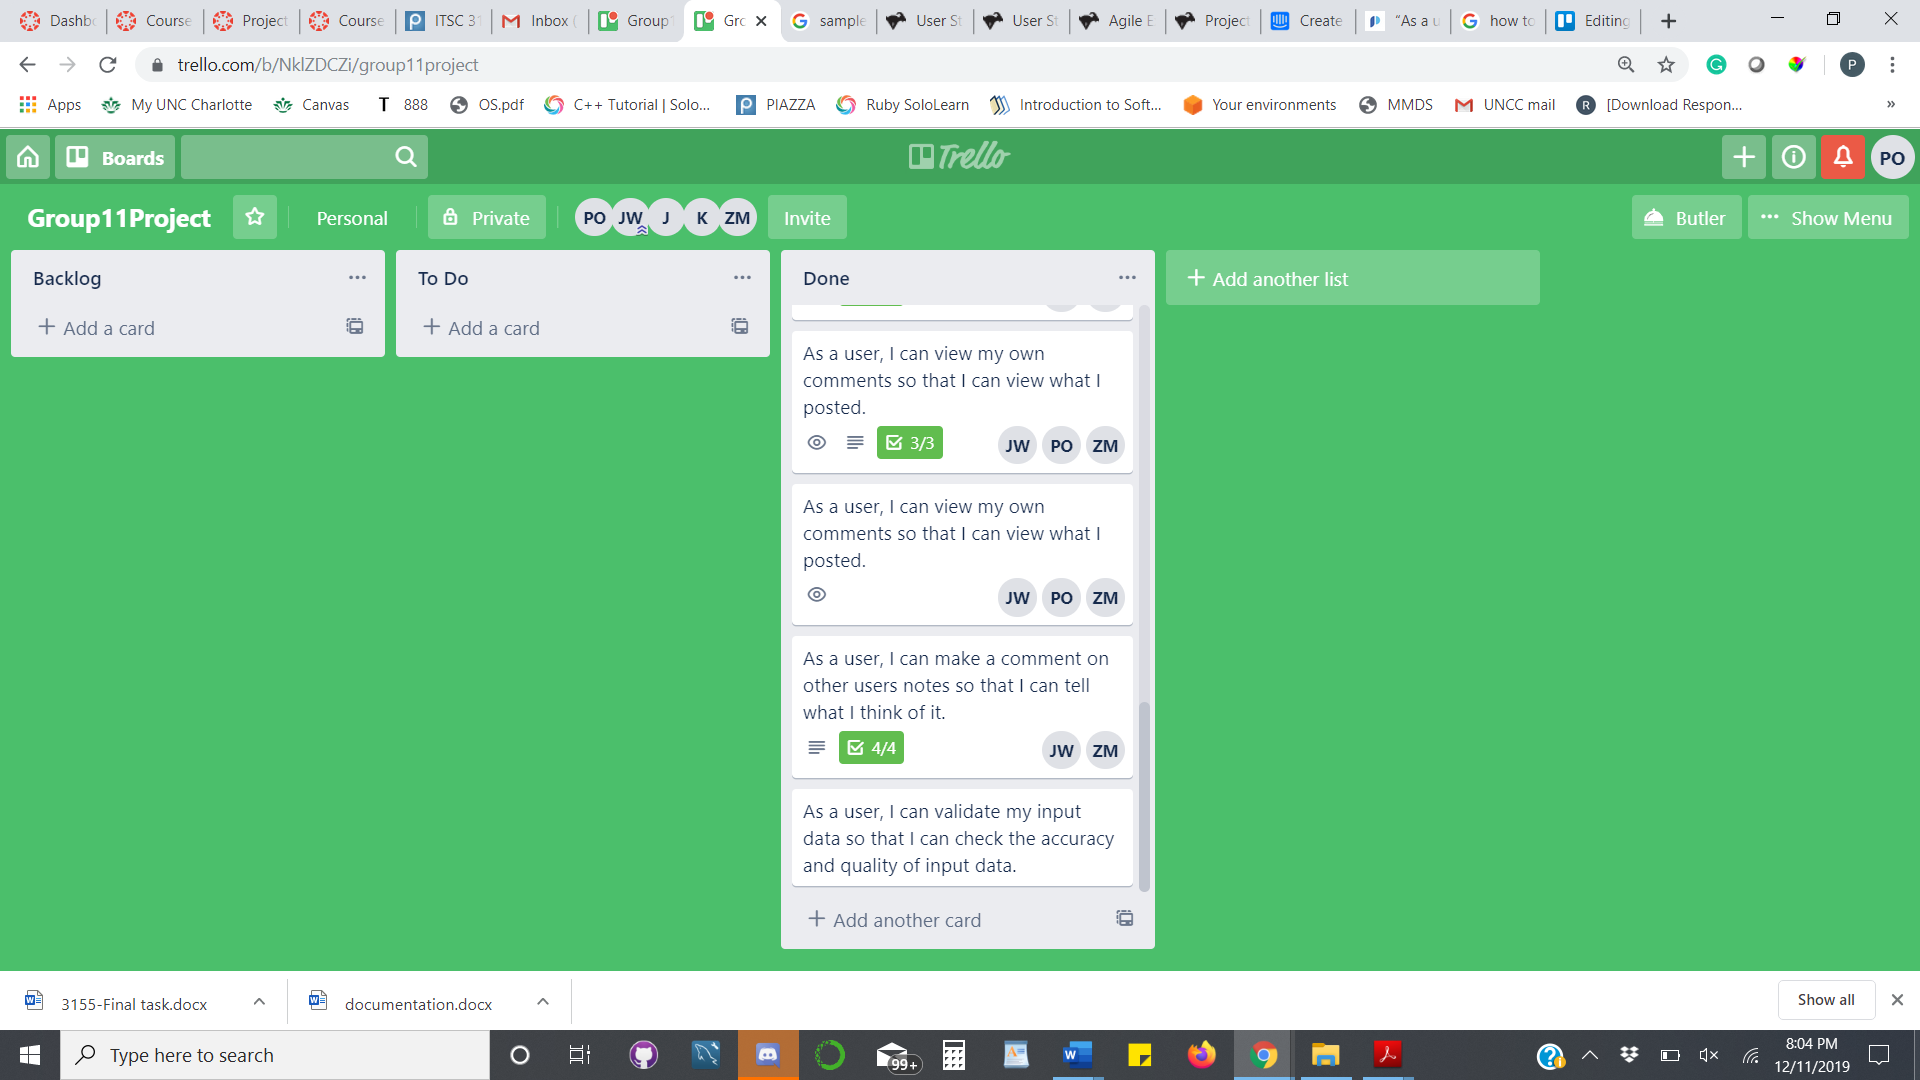 Dashbo
Course
Project
Course
ITSC 31
Inbox (
Group1
Gro
sample
User St
User St
Agile E
Project
Create
"As a u
how to
Editing
trello.com/b/NklZDCZi/group11project
P
Apps
My UNC Charlotte
Canvas
T 888
OS.pdf
C++ Tutorial | Solo...
PIAZZA
Ruby SoloLearn
Introduction to Soft...
Your environments
MMDS
UNCC mail
R [Download Respon...
»
Boards
Trello
PO
Group11Project
Personal
Private
PO JW J K ZM
Invite
Butler
Show Menu
Backlog
Add a card
To Do
Add a card
Done
As a user, I can view my own
comments so that I can view what I
posted.
3/3
JW PO ZM
As a user, I can view my own
comments so that I can view what I
posted.
JW PO ZM
As a user, I can make a comment on
other users notes so that I can tell
what I think of it.
4/4
JW ZM
As a user, I can validate my input
data so that I can check the accuracy
and quality of input data.
Add another card
Add another list
3155-Final task.docx
documentation.docx
Show all
Type here to search
99+
8:04 PM
12/11/2019